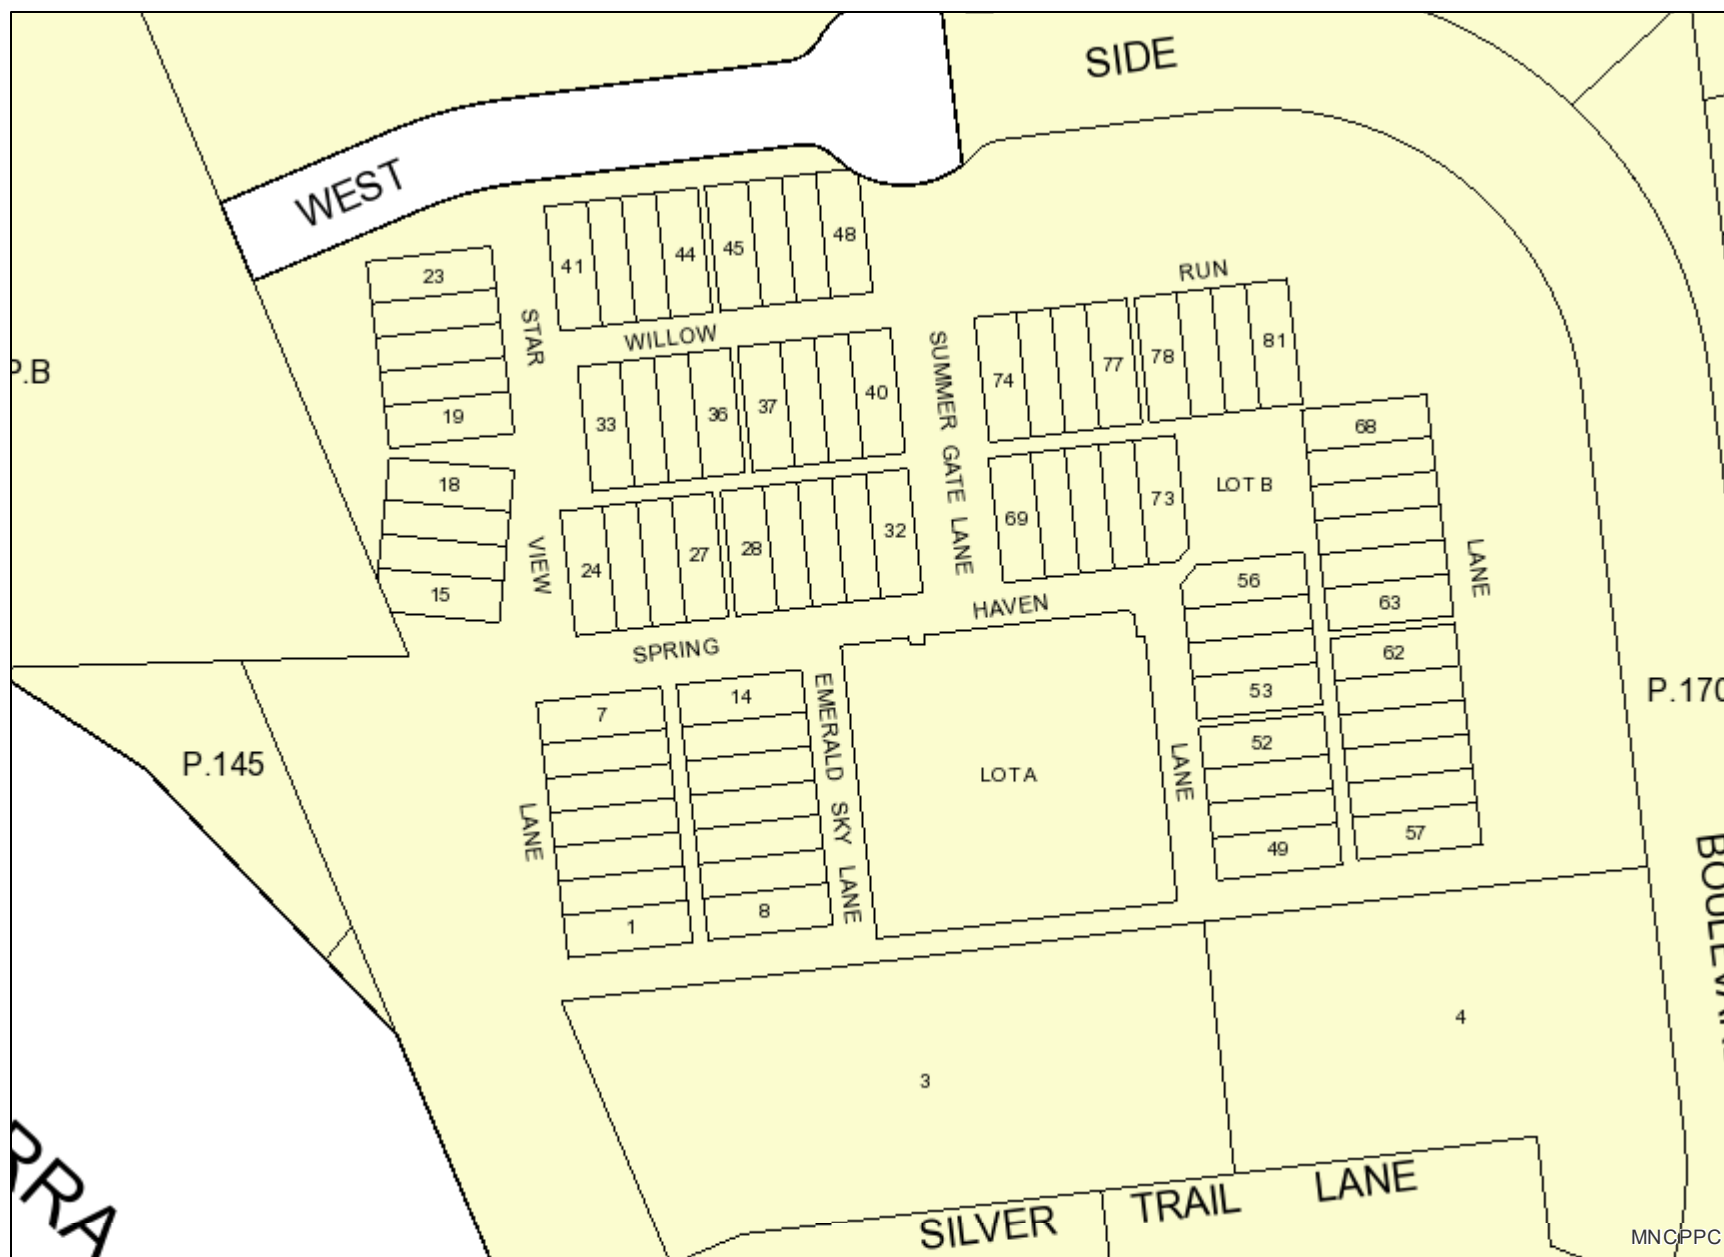 SIDE
WEST
41
44
45
48
23
RUN
STAR
WILLOW
SUMMER GATE LANE
74
77
78
81
P.B
33
36
37
40
19
68
18
LOT B
69
73
24
27
28
32
VIEW
LANE
15
56
63
HAVEN
SPRING
62
53
P.170
7
14
EMERALD SKY LANE
52
P.145
LOT A
LANE
LANE
57
49
1
8
4
3
LANE
TRAIL
SILVER
MNCPPC